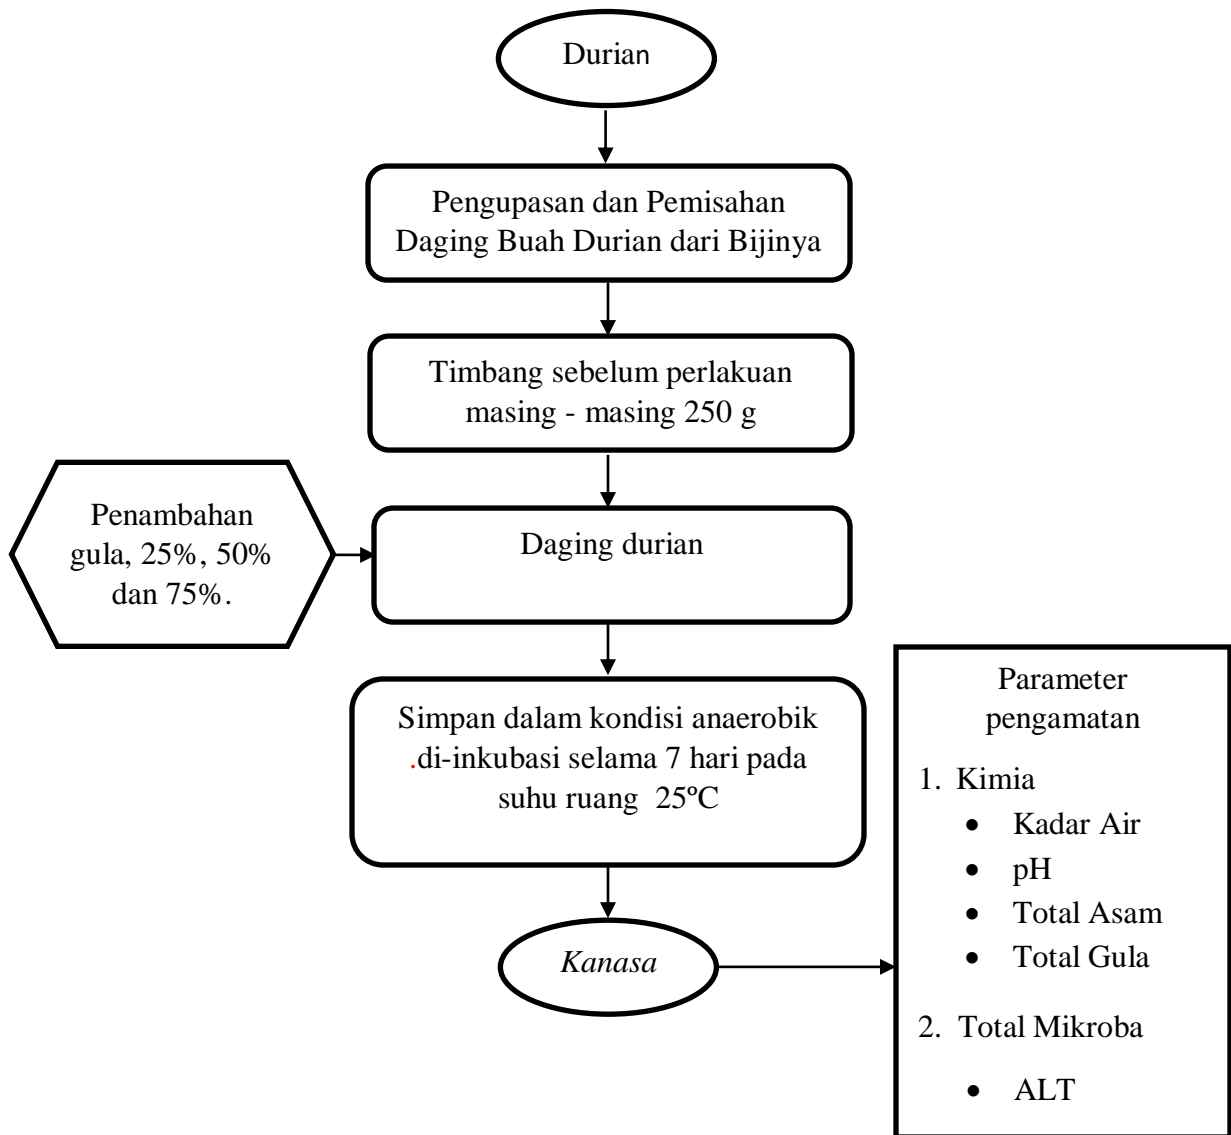 Durian
Pengupasan dan Pemisahan
Daging Buah Durian dari Bijinya
Timbang sebelum perlakuan
masing - masing 250 g
Penambahan
gula, 25%, 50%
dan 75%.
Daging durian
Simpan dalam kondisi anaerobik
.di-inkubasi selama 7 hari pada
suhu ruang  25ºC
Kanasa
Parameter
pengamatan
1. Kimia
• Kadar Air
• pH
• Total Asam
• Total Gula
2. Total Mikroba
• ALT